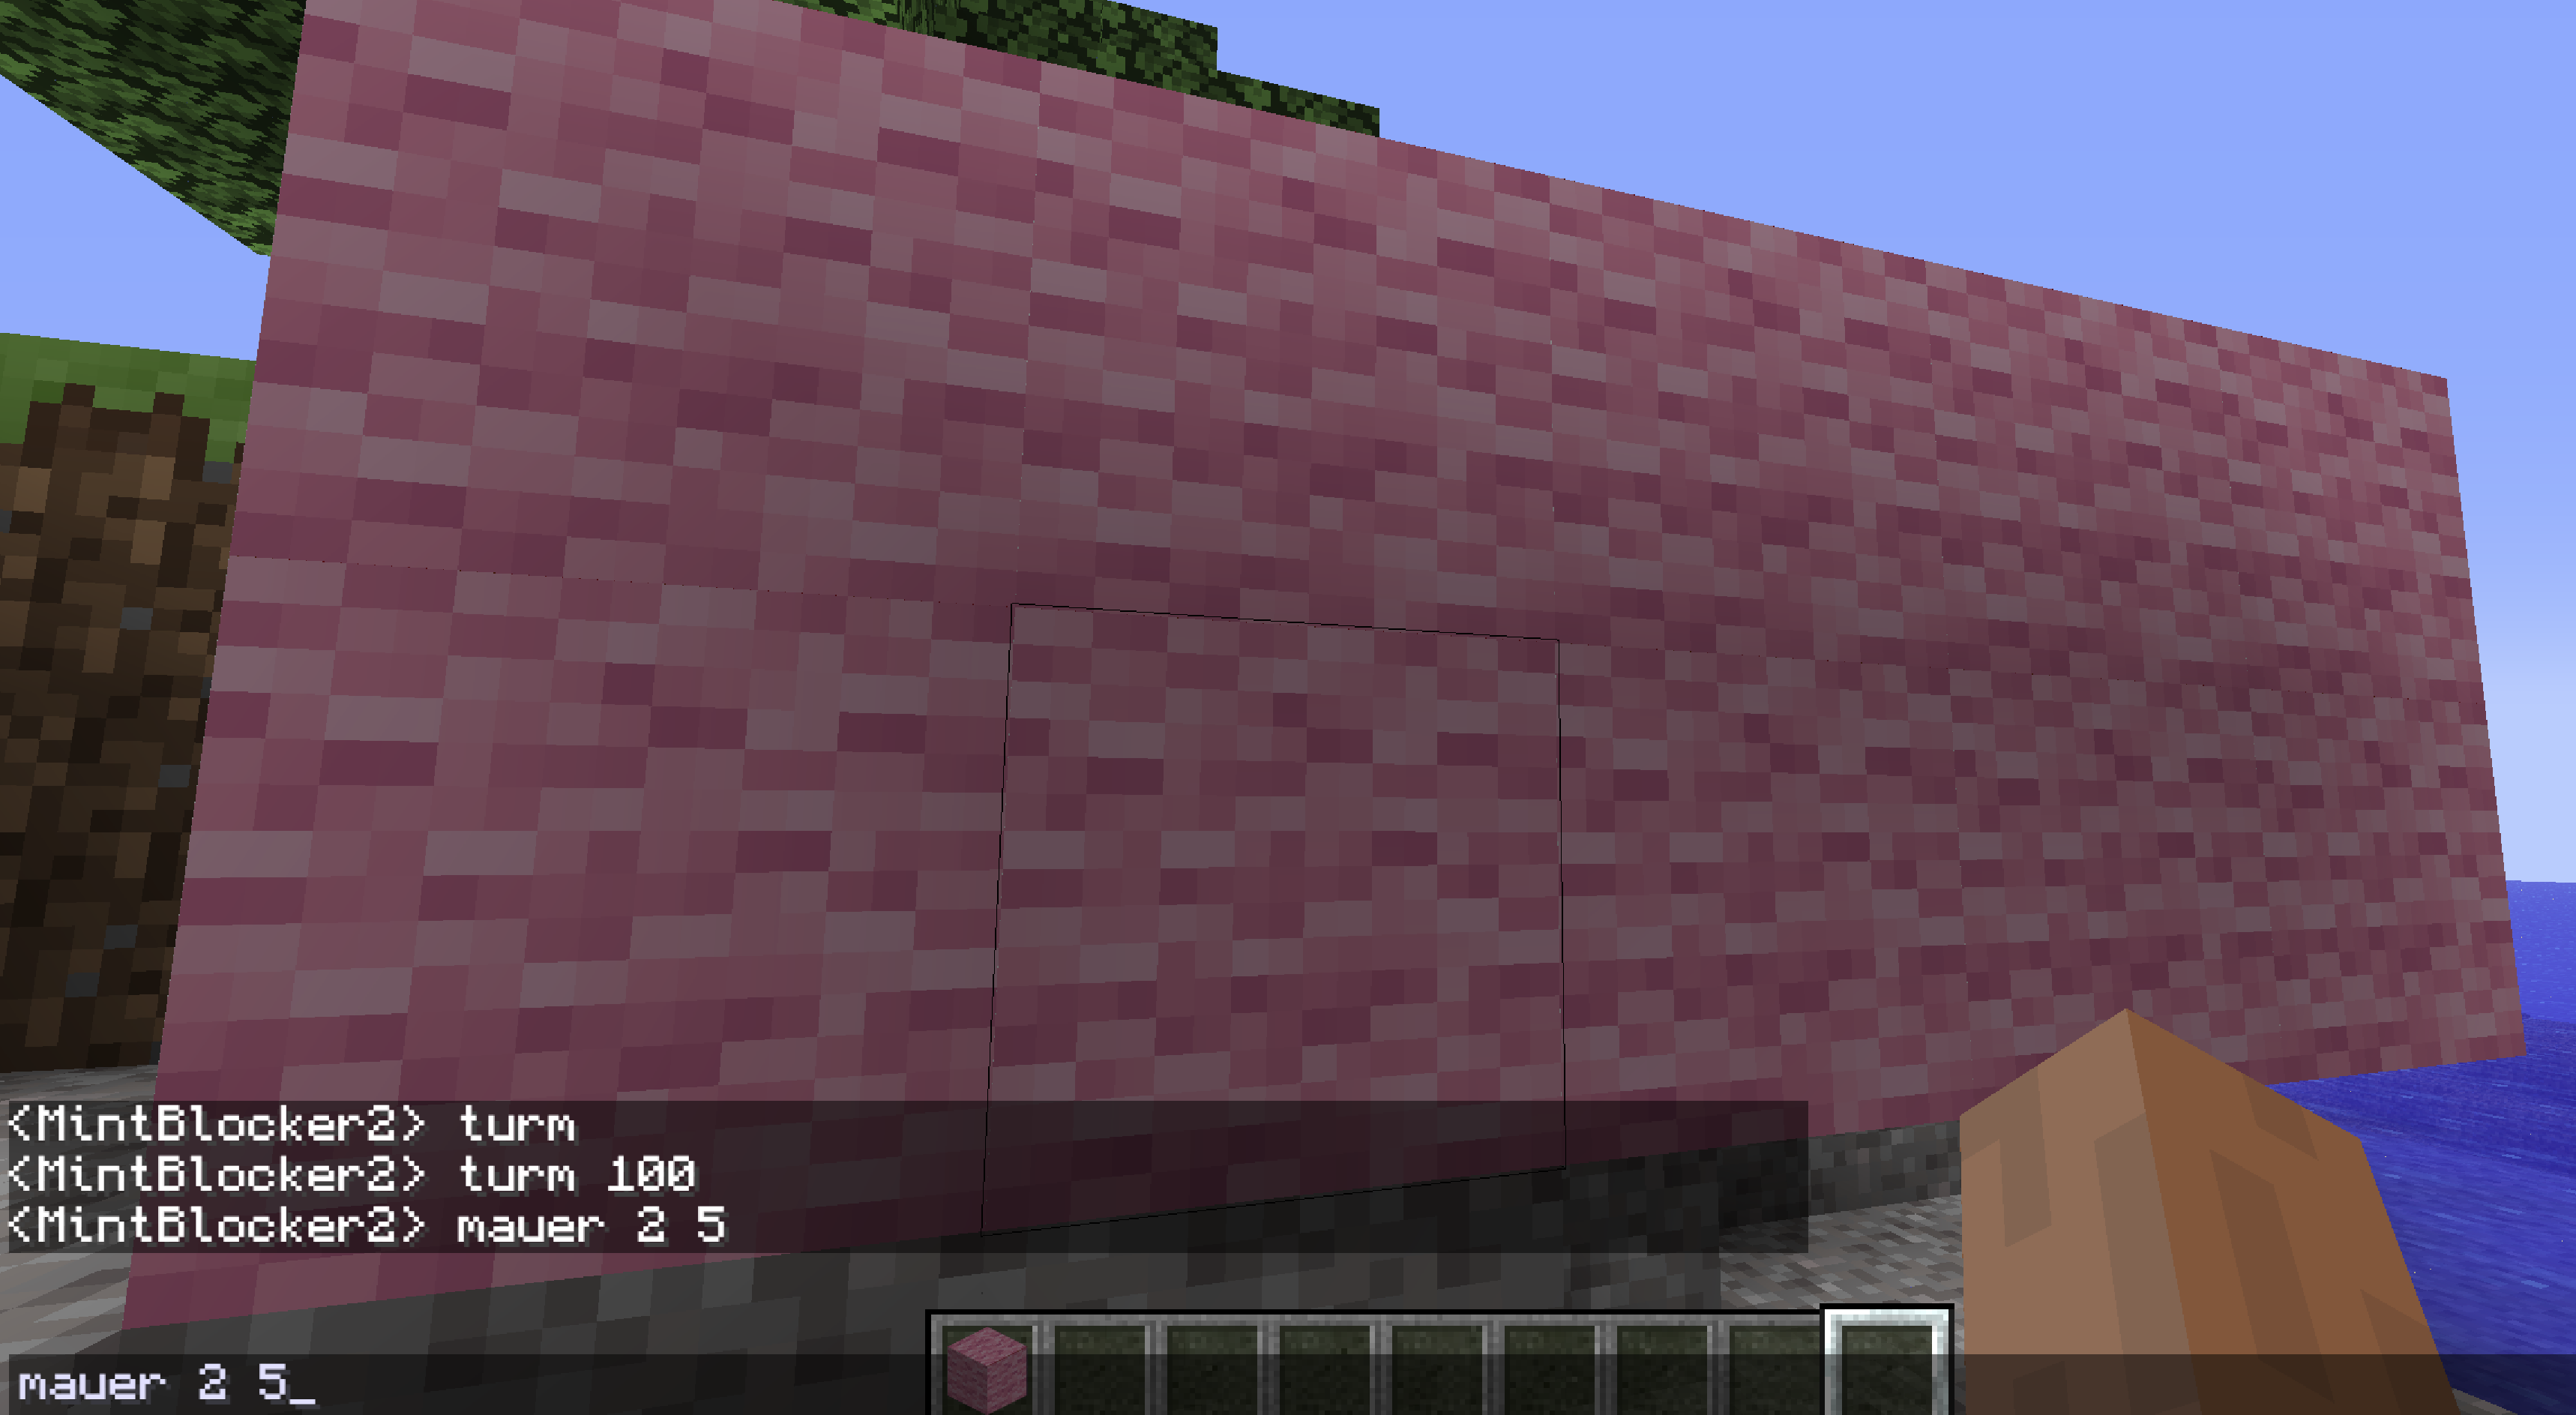 <MintBlocker2> turm
<MintBlocker2> turm 100
<MintBlocker2> mauer 2 5
mauer 2 5_